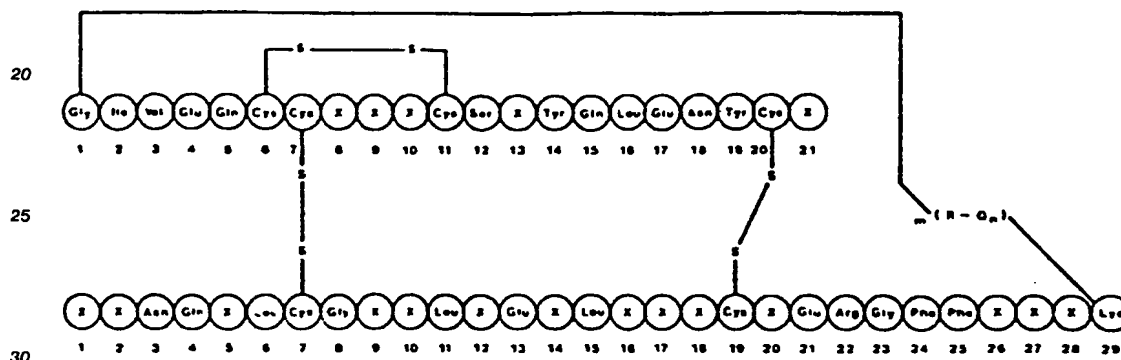 S S
20
Gly Ile Val Glu Gln Cys Cys X X X Cys Ser X Tyr Gln Leu Glu Asn Tyr Cys X
1 2 3 4 5 6 7 8 9 10 11 12 13 14 15 16 17 18 19 20 21
S S
25
m (R-Qn)
S S
X X Asn Gln X Leu Cys Gly X X Leu X Glu X Leu X X X Cys X Glu Arg Gly Phe Phe X X X Lys
1 2 3 4 5 6 7 8 9 10 11 12 13 14 15 16 17 18 19 20 21 22 23 24 25 26 27 28 29
30